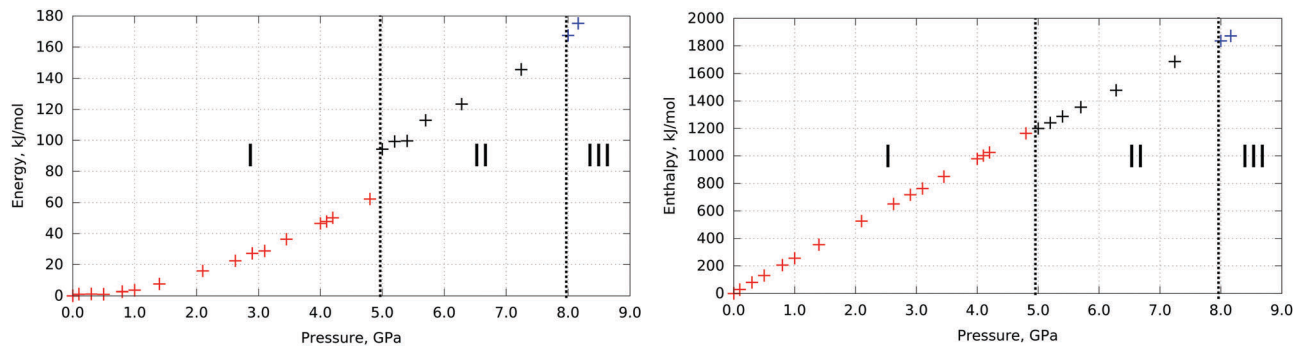 180
160
140
120
100
80
60
40
20
0
Energy, kJ/mol
I
II
III
0.0 1.0 2.0 3.0 4.0 5.0 6.0 7.0 8.0 9.0
Pressure, GPa
2000
1800
1600
1400
1200
1000
800
600
400
200
0
Enthalpy, kJ/mol
I
II
III
0.0 1.0 2.0 3.0 4.0 5.0 6.0 7.0 8.0 9.0
Pressure, GPa